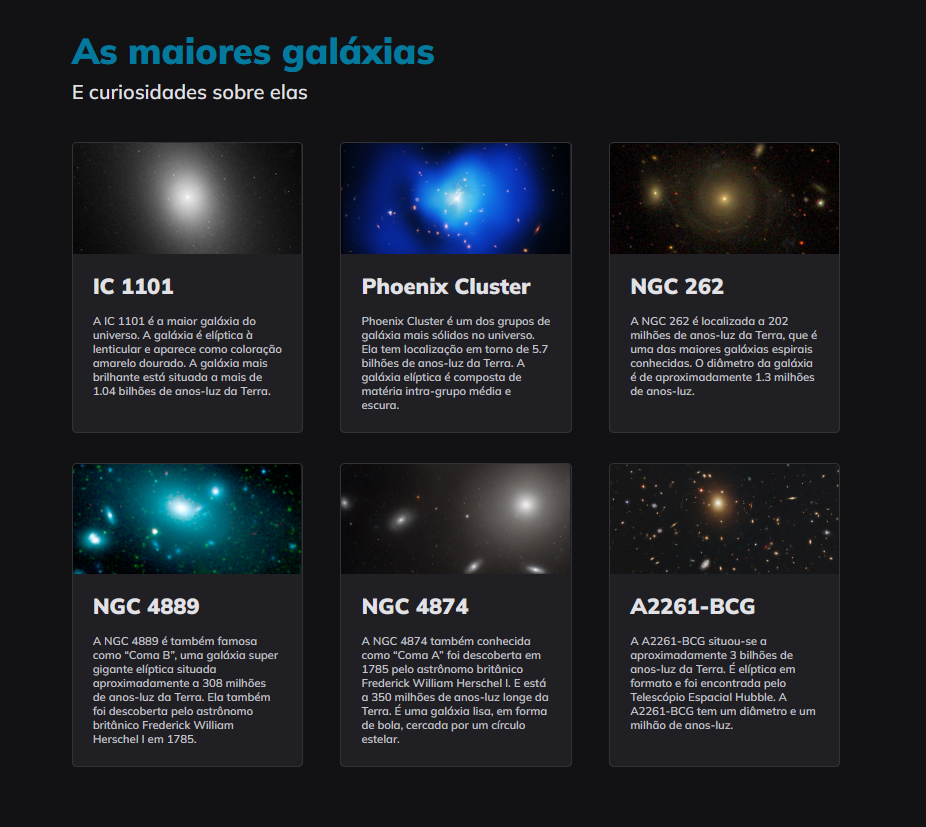 As maiores galáxias
E curiosidades sobre elas
IC 1101
A IC 1101 é a maior galáxia do
universo. A galáxia é elíptica à
lenticular e aparece como coloração
amarelo dourado. A galáxia mais
brilhante está situada a mais de
1.04 bilhões de anos-luz da Terra.
Phoenix Cluster
Phoenix Cluster é um dos grupos de
galáxia mais sólidos no universo.
Ela tem localização em torno de 5.7
bilhões de anos-luz da Terra. A
galáxia elíptica é composta de
matéria intra-grupo média e
escura.
NGC 262
A NGC 262 é localizada a 202
milhões de anos-luz da Terra, que é
uma das maiores galáxias espirais
conhecidas. O diâmetro da galáxia
é de aproximadamente 1.3 milhões
de anos-luz.
NGC 4889
A NGC 4889 é também famosa
como “Coma B”, uma galáxia super
gigante elíptica situada
aproximadamente a 308 milhões
de anos-luz da Terra. Ela também
foi descoberta pelo astrônomo
britânico Frederick William
Herschel I em 1785.
NGC 4874
A NGC 4874 também conhecida
como “Coma A” foi descoberta em
1785 pelo astrônomo britânico
Frederick William Herschel I. E está
a 350 milhões de anos-luz longe da
Terra. É uma galáxia lisa, em forma
de bola, cercada por um círculo
estelar.
A2261-BCG
A A2261-BCG situou-se a
aproximadamente 3 bilhões de
anos-luz da Terra. É elíptica em
formato e foi encontrada pelo
Telescópio Espacial Hubble. A
A2261-BCG tem um diâmetro e um
milhão de anos-luz.